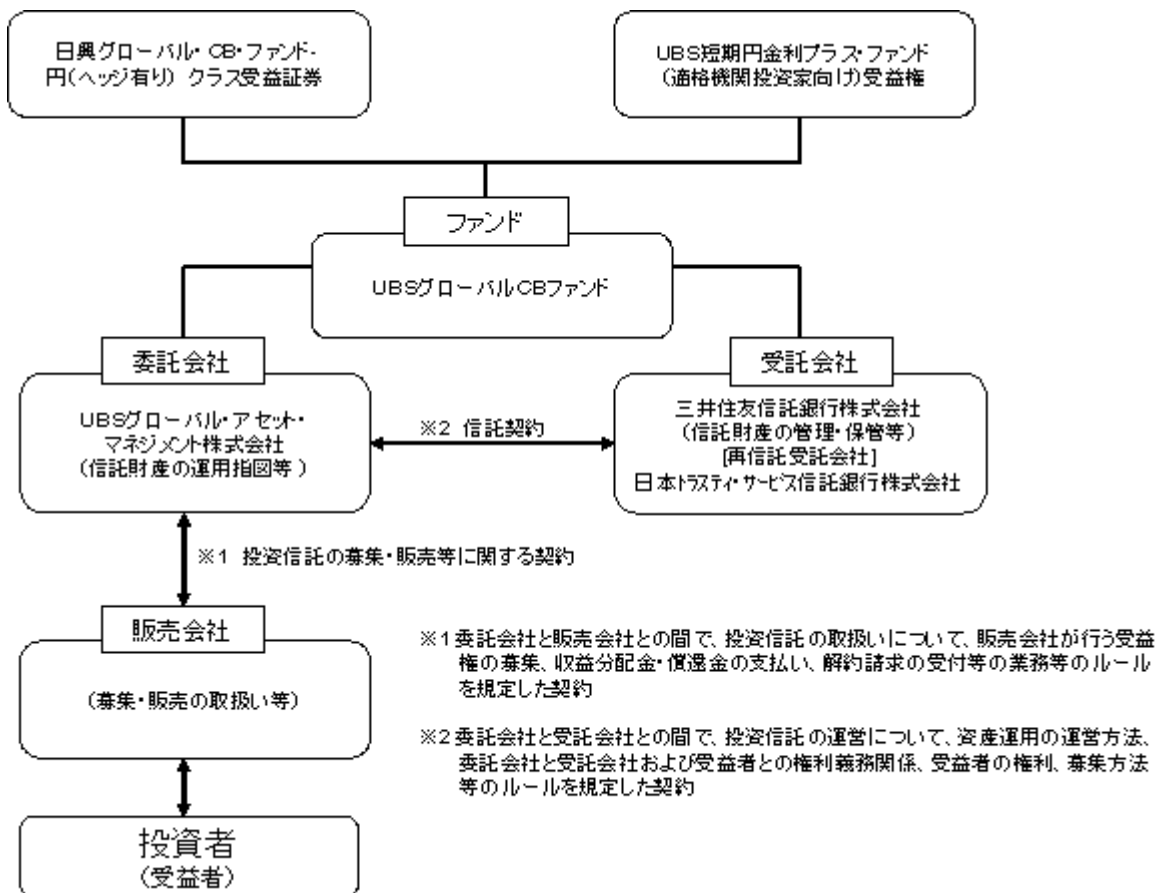 日興グローバル・CB・ファンド-
円(ヘッジ有り) クラス受益証券
UBS短期円金利プラス・ファンド
(適格機関投資家向け)受益権
ファンド
UBSグローバルCBファンド
委託会社
UBSグローバル・アセット・
マネジメント株式会社
(信託財産の運用指図等)
※2 信託契約
受託会社
三井住友信託銀行株式会社
(信託財産の管理・保管等)
[再信託受託会社]
日本トラスティ・サービス信託銀行株式会社
※1 投資信託の募集・販売等に関する契約
販売会社
(募集・販売の取扱い等)
投資者
(受益者)
※1委託会社と販売会社との間で、投資信託の取扱いについて、販売会社が行う受益
権の募集、収益分配金・償還金の支払い、解約請求の受付等の業務等のルール
を規定した契約
※2委託会社と受託会社との間で、投資信託の運営について、資産運用の運営方法、
委託会社と受託会社および受益者との権利義務関係、受益者の権利、募集方法
等のルールを規定した契約